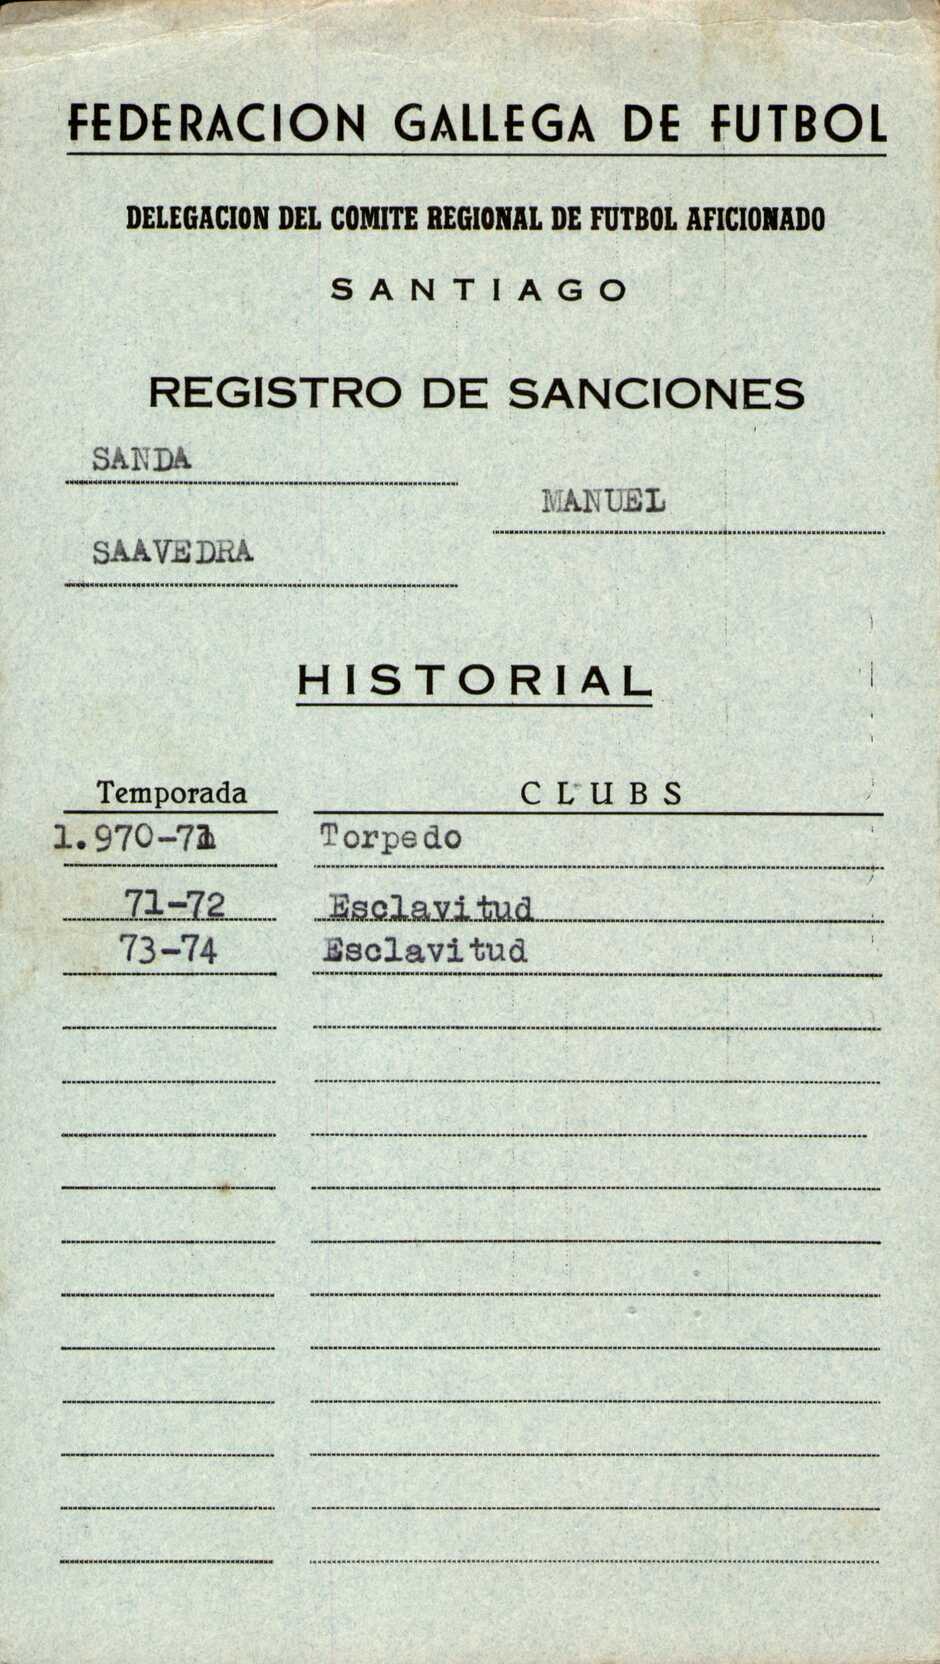 FEDERACION GALLEGA DE FUTBOL
DELEGACION DEL COMITE REGIONAL DE FUTBOL AFICIONADO
SANTIAGO
REGISTRO DE SANCIONES
SANDA
MANUEL
SAAVEDRA
HISTORIAL
Temporada CLUBS
1.970-71 Torpedo
71-72 Esclavitud
73-74 Esclavitud